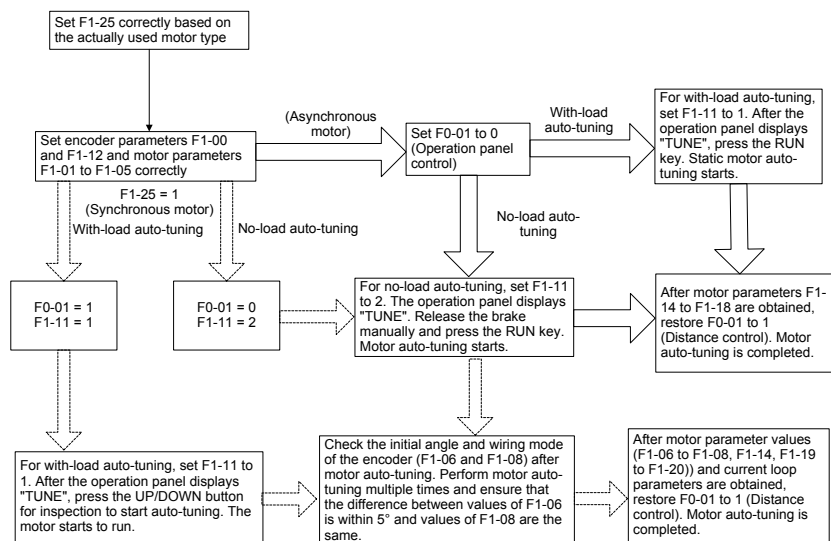 Set F1-25 correctly based on
the actually used motor type
Set encoder parameters F1-00
and F1-12 and motor parameters
F1-01 to F1-05 correctly
(Asynchronous
motor)
Set F0-01 to 0
(Operation panel
control)
With-load
auto-tuning
For with-load auto-tuning,
set F1-11 to 1. After the
operation panel displays
"TUNE", press the RUN
key. Static motor auto-
tuning starts.
F1-25 = 1
(Synchronous motor)
With-load auto-tuning
No-load auto-tuning
No-load auto-
tuning
F0-01 = 1
F1-11 = 1
F0-01 = 0
F1-11 = 2
For no-load auto-tuning, set F1-11
to 2. The operation panel displays
"TUNE". Release the brake
manually and press the RUN key.
Motor auto-tuning starts.
After motor parameters F1-
14 to F1-18 are obtained,
restore F0-01 to 1
(Distance control). Motor
auto-tuning is completed.
For with-load auto-tuning, set F1-11 to
1. After the operation panel displays
"TUNE", press the UP/DOWN button
for inspection to start auto-tuning. The
motor starts to run.
Check the initial angle and wiring mode
of the encoder (F1-06 and F1-08) after
motor auto-tuning. Perform motor auto-
tuning multiple times and ensure that
the difference between values of F1-06
is within 5° and values of F1-08 are the
same.
After motor parameter values
(F1-06 to F1-08, F1-14, F1-19
to F1-20)) and current loop
parameters are obtained,
restore F0-01 to 1 (Distance
control). Motor auto-tuning is
completed.